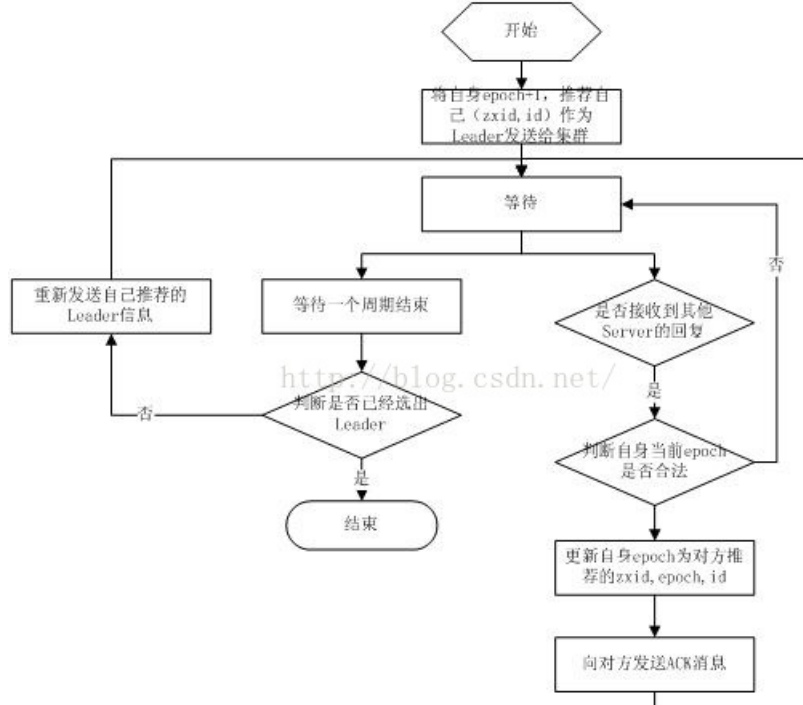 开始
将自身epoch+1，推荐自
己（zxid,id）作为
Leader发送给集群
等待
否
重新发送自己推荐的
Leader信息
等待一个周期结束
是否接收到其他
Server的回复
http://blog.csdn.net/
是
判断是否已经选出
Leader
否
判断自身当前epoch
是否合法
是
结束
更新自身epoch为对方推
荐的zxid,epoch,id
向对方发送ACK消息